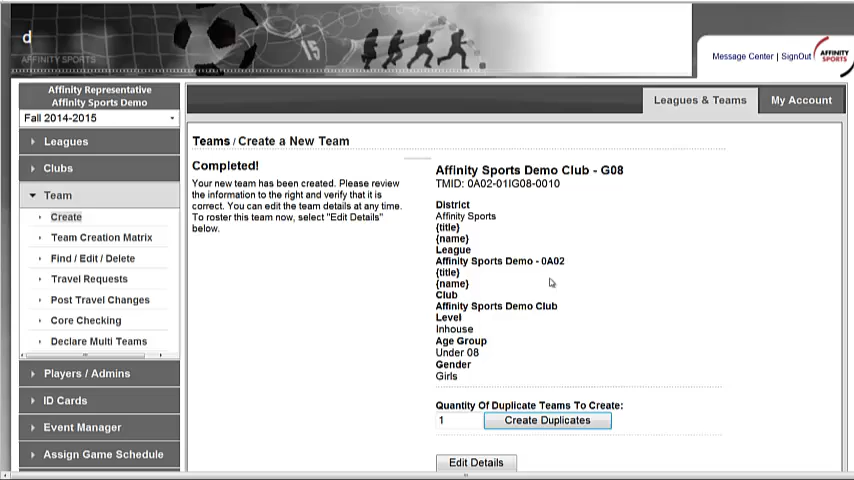 d
15
AFFINITY SPORTS
Message Center | SignOut
AFFINITY
SPORTS
Affinity Representative
Affinity Sports Demo
Fall 2014-2015
Leagues & Teams
My Account
Leagues
Clubs
Team
Create
Team Creation Matrix
Find / Edit / Delete
Travel Requests
Post Travel Changes
Core Checking
Declare Multi Teams
Players / Admins
ID Cards
Event Manager
Assign Game Schedule
Teams / Create a New Team
Completed!
Your new team has been created. Please review
the information to the right and verify that it is
correct. You can edit the team details at any time.
To roster this team now, select "Edit Details"
below.
Affinity Sports Demo Club - G08
TMID: 0A02-01IG08-0010
District
Affinity Sports
{title}
{name}
League
Affinity Sports Demo - 0A02
{title}
{name}
Club
Affinity Sports Demo Club
Level
Inhouse
Age Group
Under 08
Gender
Girls
Quantity Of Duplicate Teams To Create:
1
Create Duplicates
Edit Details